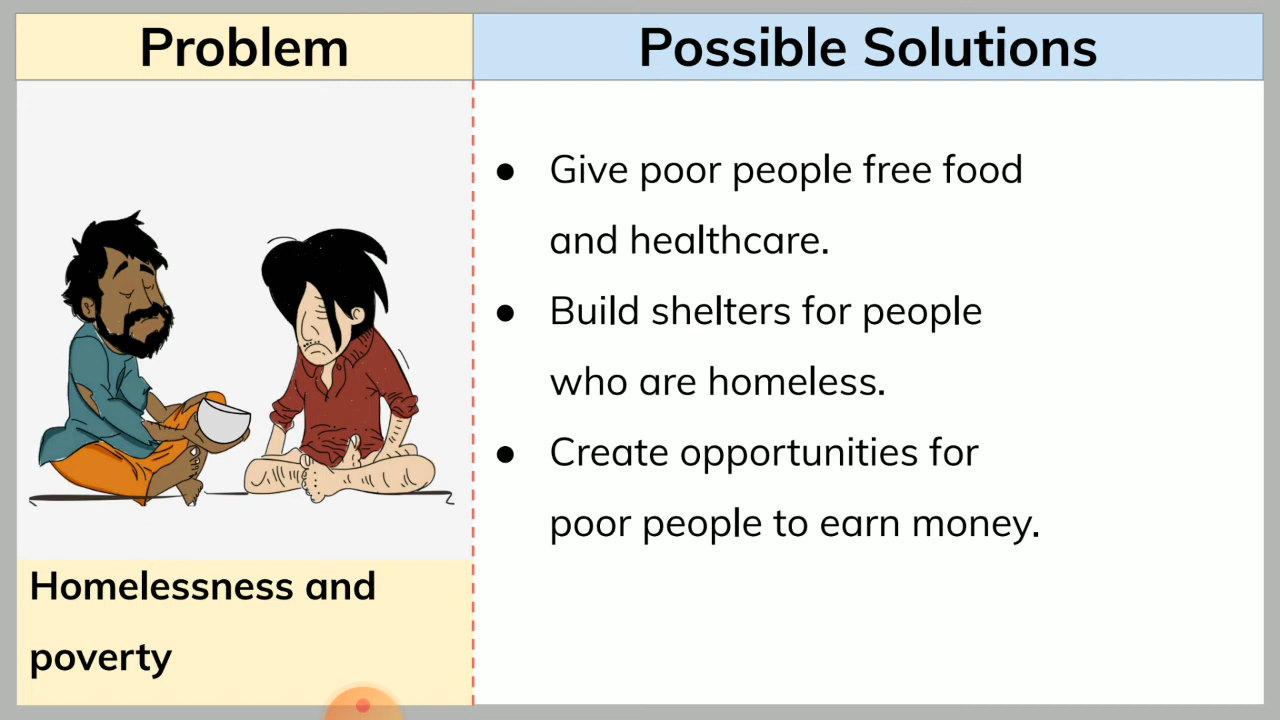 Problem
Possible Solutions
● Give poor people free food
and healthcare.
● Build shelters for people
who are homeless.
● Create opportunities for
poor people to earn money.
Homelessness and
poverty